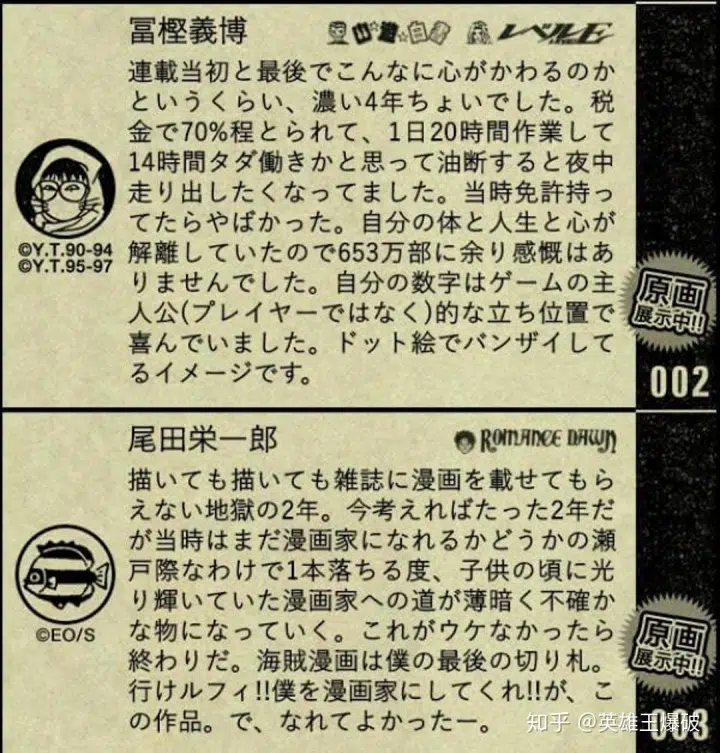 冨樫義博
幽☆遊☆白書
レベルE
連載当初と最後でこんなに心がかわるのか
というくらい、濃い4年ちょいでした。税
金で70%程とられて、1日20時間作業して
14時間タダ働きかと思って油断すると夜中
走り出したくなってました。当時免許持っ
てたらやばかった。自分の体と人生と心が
解離していたので653万部に余り感慨はあ
りませんでした。自分の数字はゲームの主
人公(プレイヤーではなく)的な立ち位置で
喜んでいました。ドット絵でバンザイして
るイメージです。
©Y.T.90-94
©Y.T.95-97
原画
展示中!!
002
尾田栄一郎
ROMANCE DAWN
描いても描いても雑誌に漫画を載せてもら
えない地獄の2年。今考えればたった2年だ
が当時はまだ漫画家になれるかどうかの瀬
戸際なわけで1本落ちる度、子供の頃に光
り輝いていた漫画家への道が薄暗く不確か
な物になっていく。これがウケなかったら
終わりだ。海賊漫画は僕の最後の切り札。
行けルフィ!!僕を漫画家にしてくれ!!が、こ
の作品。で、なれてよかったー。
©EO/S
原画
展示中!!
003
知乎 @英雄王爆破